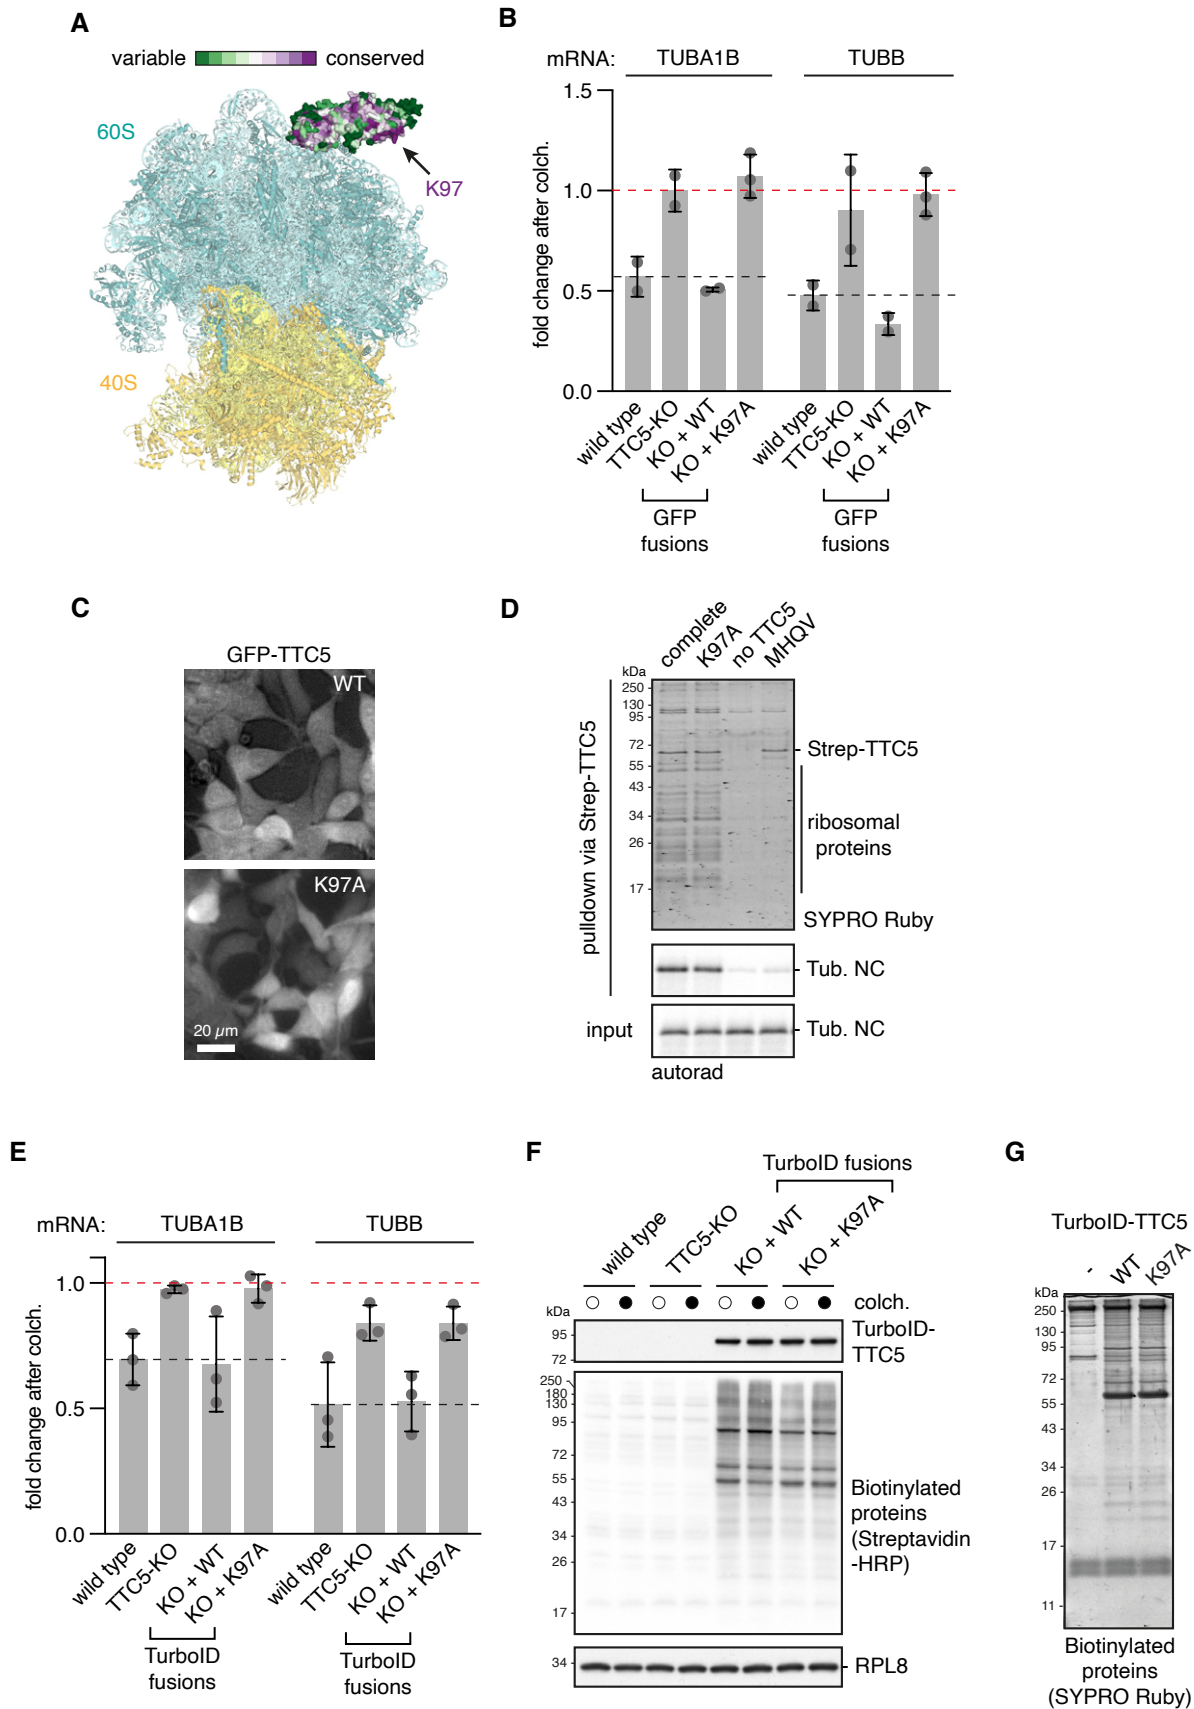 A
variable
conserved
60S
K97
40S
B
mRNA:
TUBA1B
TUBB
1.5
1.0
0.5
0.0
fold change after colch.
wild type
TTC5-KO
KO + WT
KO + K97A
wild type
TTC5-KO
KO + WT
KO + K97A
GFP
fusions
GFP
fusions
C
GFP-TTC5
WT
K97A
20 µm
D
complete
K97A
no TTC5
MHQV
kDa
250
130
95
72
55
43
34
26
17
pulldown via Strep-TTC5
Strep-TTC5
ribosomal
proteins
SYPRO Ruby
Tub. NC
input
Tub. NC
autorad
E
mRNA:
TUBA1B
TUBB
1.0
0.5
0.0
fold change after colch.
wild type
TTC5-KO
KO + WT
KO + K97A
wild type
TTC5-KO
KO + WT
KO + K97A
TurboID
fusions
TurboID
fusions
F
TurboID fusions
wild type
TTC5-KO
KO + WT
KO + K97A
colch.
kDa
95
72
TurboID-
TTC5
250
180
130
95
72
55
43
34
26
17
Biotinylated
proteins
(Streptavidin
-HRP)
34
RPL8
G
TurboID-TTC5
-
WT
K97A
kDa
250
130
95
72
55
43
34
26
17
11
Biotinylated
proteins
(SYPRO Ruby)